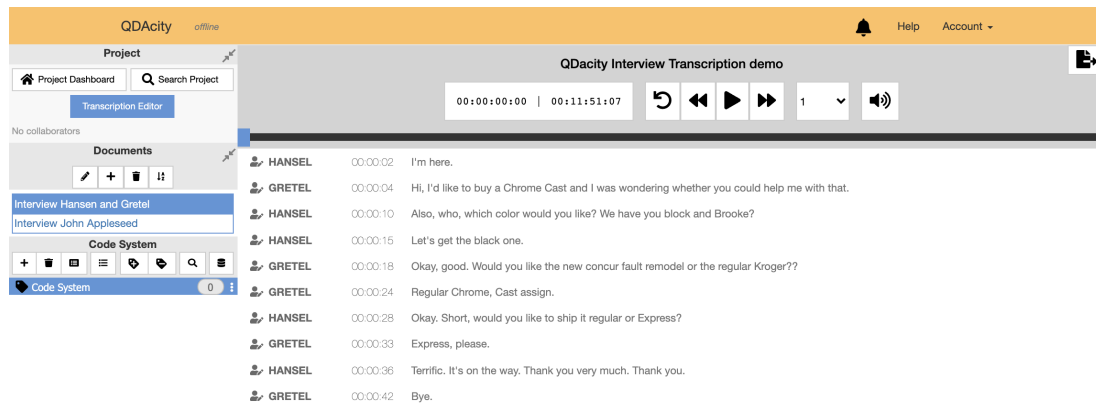 QDAcity offline Help Account
Project
Project Dashboard Search Project
Transcription Editor
No collaborators
Documents
Interview Hansen and Gretel
Interview John Appleseed
Code System
Code System 0
QDacity Interview Transcription demo
00:00:00:00 | 00:11:51:07 1
HANSEL 00:00:02 I'm here.
GRETEL 00:00:04 Hi, I'd like to buy a Chrome Cast and I was wondering whether you could help me with that.
HANSEL 00:00:10 Also, who, which color would you like? We have you block and Brooke?
HANSEL 00:00:15 Let's get the black one.
GRETEL 00:00:18 Okay, good. Would you like the new concur fault remodel or the regular Kroger??
GRETEL 00:00:24 Regular Chrome, Cast assign.
HANSEL 00:00:28 Okay. Short, would you like to ship it regular or Express?
GRETEL 00:00:33 Express, please.
HANSEL 00:00:36 Terrific. It's on the way. Thank you very much. Thank you.
GRETEL 00:00:42 Bye.